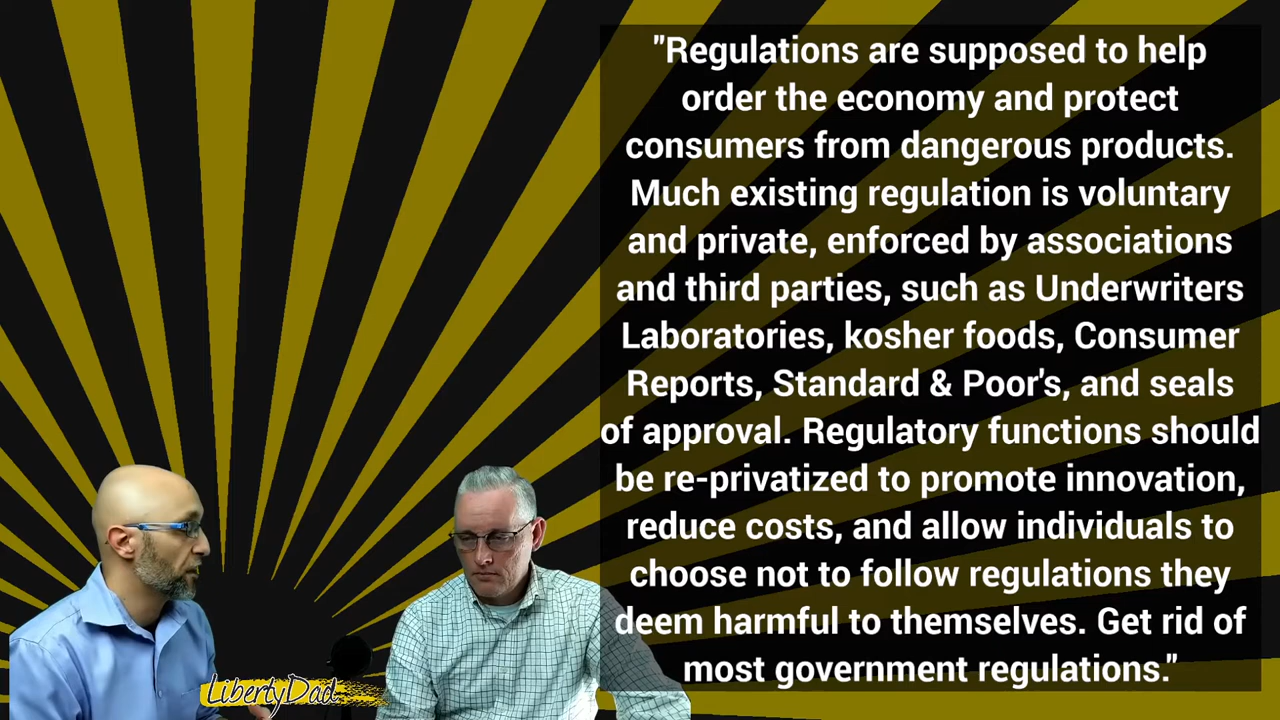 "Regulations are supposed to help
order the economy and protect
consumers from dangerous products.
Much existing regulation is voluntary
and private, enforced by associations
and third parties, such as Underwriters
Laboratories, kosher foods, Consumer
Reports, Standard & Poor's, and seals
of approval. Regulatory functions should
be re-privatized to promote innovation,
reduce costs, and allow individuals to
choose not to follow regulations they
deem harmful to themselves. Get rid of
most government regulations."
LibertyDad